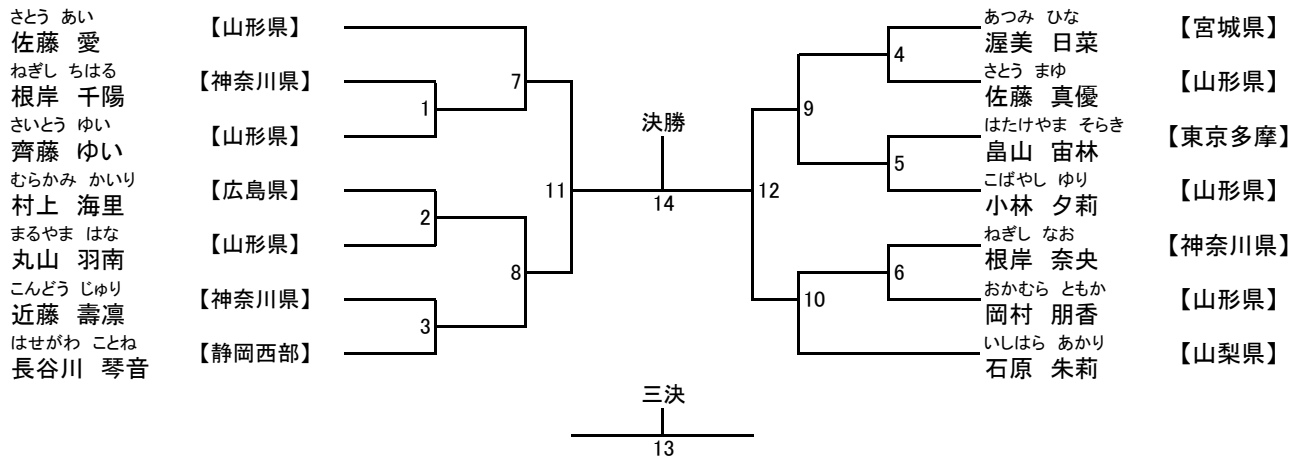 さとう あい
佐藤 愛 【山形県】
ねぎし ちはる
根岸 千陽 【神奈川県】
さいとう ゆい
齊藤 ゆい 【山形県】
むらかみ かいり
村上 海里 【広島県】
まるやま はな
丸山 羽南 【山形県】
こんどう じゅり
近藤 壽凛 【神奈川県】
はせがわ ことね
長谷川 琴音 【静岡西部】
1
2
3
7
8
11
決勝
14
三決
13
12
9
10
4
5
6
あつみ ひな
渥美 日菜 【宮城県】
さとう まゆ
佐藤 真優 【山形県】
はたけやま そらき
畠山 宙林 【東京多摩】
こばやし ゆり
小林 夕莉 【山形県】
ねぎし なお
根岸 奈央 【神奈川県】
おかむら ともか
岡村 朋香 【山形県】
いしはら あかり
石原 朱莉 【山梨県】